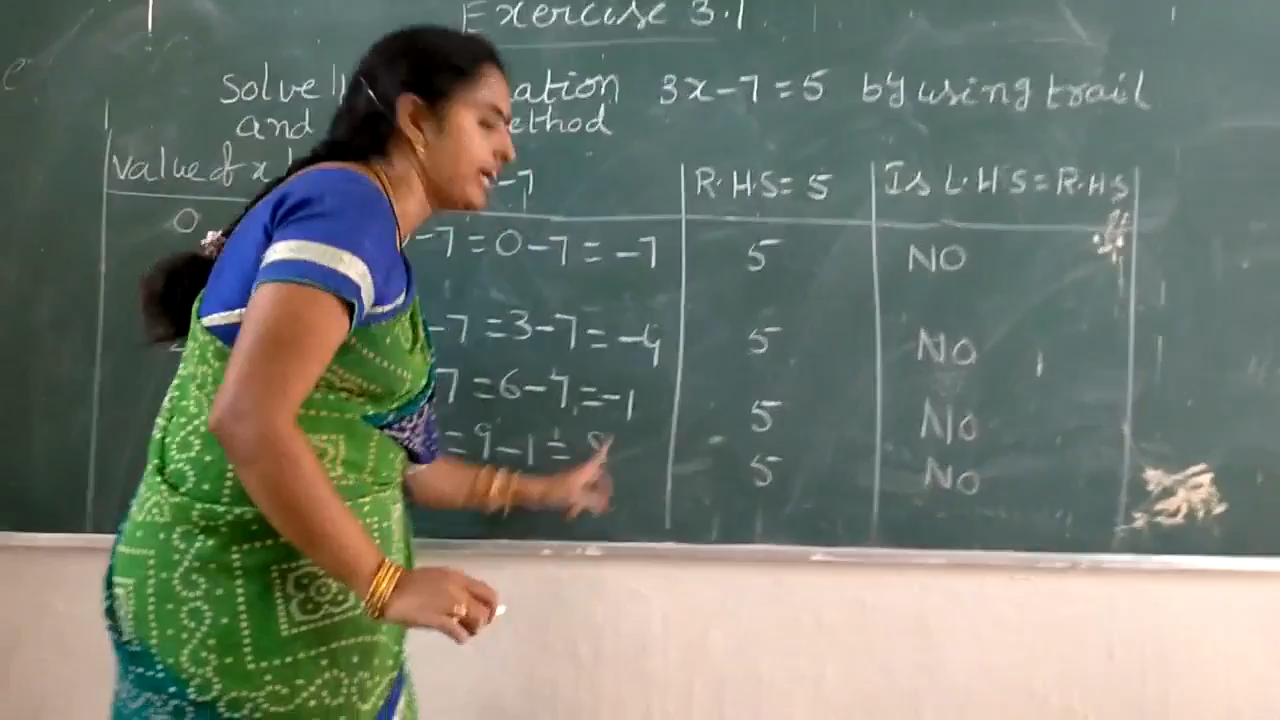 Exercise 3.1
Solve ation 3x-7=5 by using trail
and ethod
value of x -7 R.H.S=5 Is L.H.S=R.H.S
0 -7=0-7=-7 5 NO
-7=3-7=-4 5 No
7=6-7=-1 5 No
=9-1= 5 No